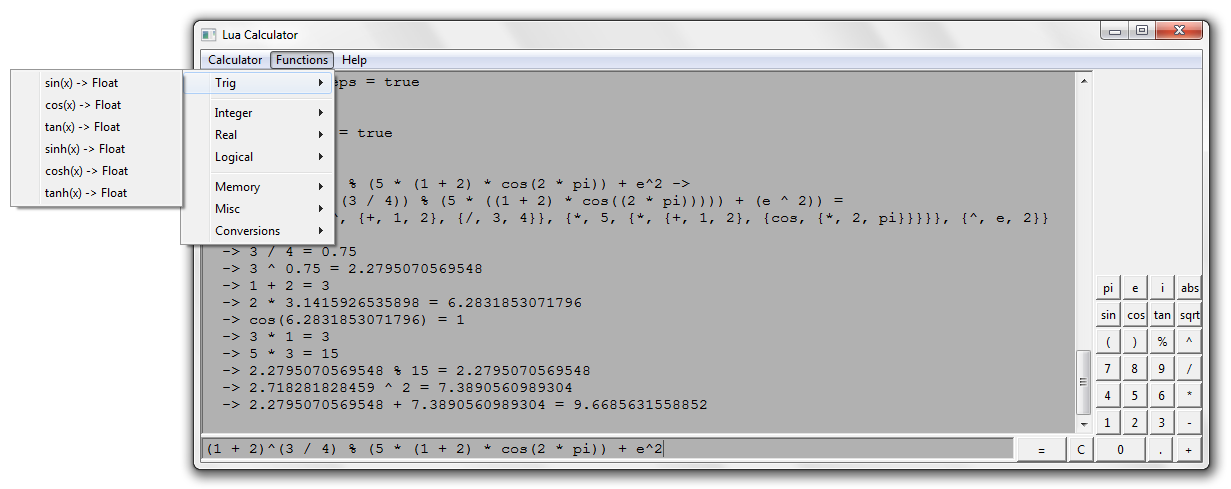 Lua Calculator
Calculator Functions Help
sin(x) -> Float
cos(x) -> Float
tan(x) -> Float
sinh(x) -> Float
cosh(x) -> Float
tanh(x) -> Float
Trig
Integer
Real
Logical
Memory
Misc
Conversions
= true
= true
% (5 * (1 + 2) * cos(2 * pi)) + e^2 ->
(3 / 4)) % (5 * ((1 + 2) * cos((2 * pi))))) + (e ^ 2)) =
, {+, 1, 2}, {/, 3, 4}}, {*, 5, {*, {+, 1, 2}, {cos, {*, 2, pi}}}}}, {^, e, 2}}
-> 3 / 4 = 0.75
-> 3 ^ 0.75 = 2.2795070569548
-> 1 + 2 = 3
-> 2 * 3.1415926535898 = 6.2831853071796
-> cos(6.2831853071796) = 1
-> 3 * 1 = 3
-> 5 * 3 = 15
-> 2.2795070569548 % 15 = 2.2795070569548
-> 2.718281828459 ^ 2 = 7.3890560989304
-> 2.2795070569548 + 7.3890560989304 = 9.6685631558852
(1 + 2)^(3 / 4) % (5 * (1 + 2) * cos(2 * pi)) + e^2
pi e i abs
sin cos tan sqrt
( ) % ^
7 8 9 /
4 5 6 *
1 2 3 -
= C 0 . +